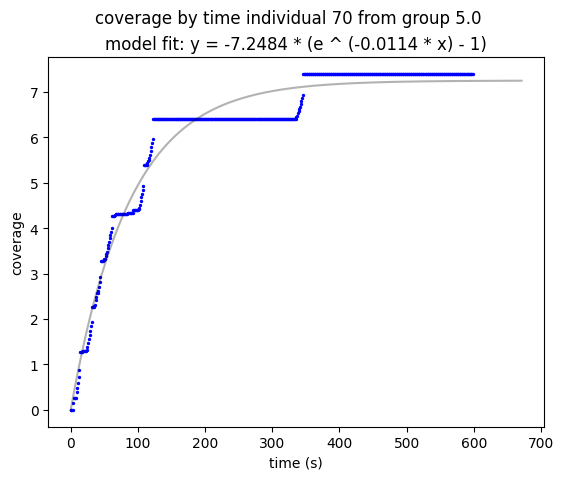 coverage by time individual 70 from group 5.0
model fit: y = -7.2484 * (e ^ (-0.0114 * x) - 1)
7
6
5
4
3
2
1
0
coverage
0 100 200 300 400 500 600 700
time (s)